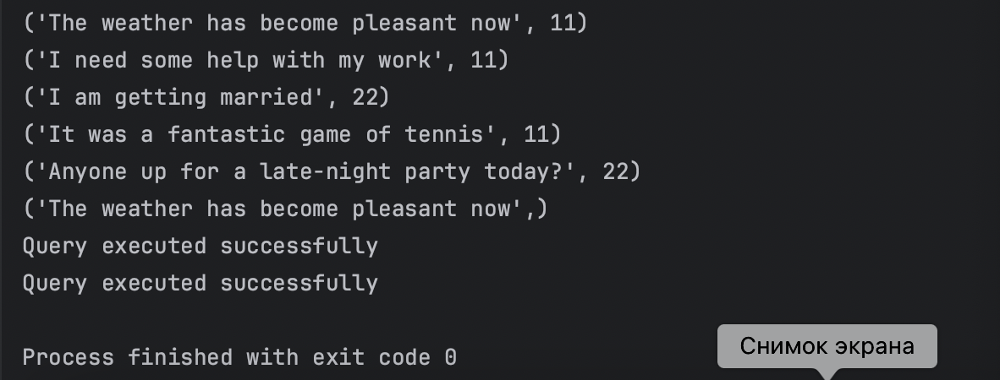 ('The weather has become pleasant now', 11)
('I need some help with my work', 11)
('I am getting married', 22)
('It was a fantastic game of tennis', 11)
('Anyone up for a late-night party today?', 22)
('The weather has become pleasant now',)
Query executed successfully
Query executed successfully
Process finished with exit code 0
Снимок экрана